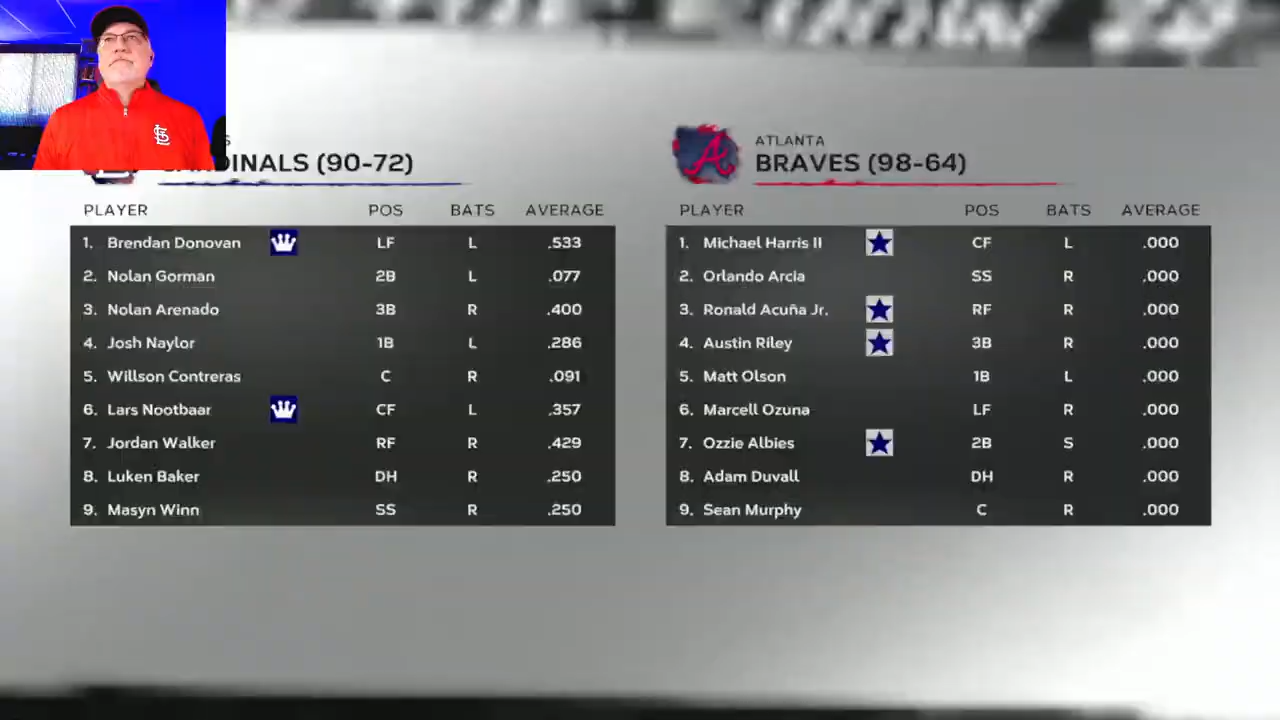 S
CARDINALS (90-72)
PLAYER POS BATS AVERAGE
1. Brendan Donovan LF L .533
2. Nolan Gorman 2B L .077
3. Nolan Arenado 3B R .400
4. Josh Naylor 1B L .286
5. Willson Contreras C R .091
6. Lars Nootbaar CF L .357
7. Jordan Walker RF R .429
8. Luken Baker DH R .250
9. Masyn Winn SS R .250
ATLANTA
BRAVES (98-64)
PLAYER POS BATS AVERAGE
1. Michael Harris II CF L .000
2. Orlando Arcia SS R .000
3. Ronald Acuña Jr. RF R .000
4. Austin Riley 3B R .000
5. Matt Olson 1B L .000
6. Marcell Ozuna LF R .000
7. Ozzie Albies 2B S .000
8. Adam Duvall DH R .000
9. Sean Murphy C R .000